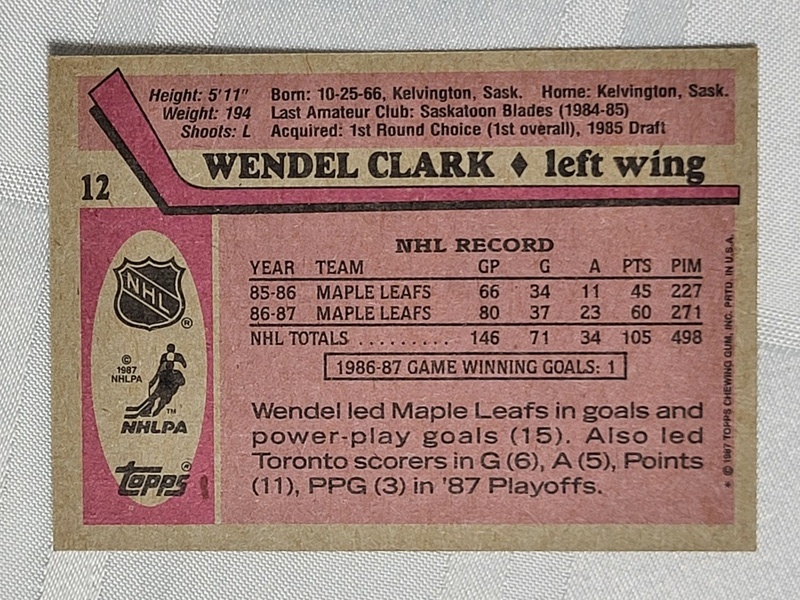 Height: 5'11" Born: 10-25-66, Kelvington, Sask. Home: Kelvington, Sask.
Weight: 194 Last Amateur Club: Saskatoon Blades (1984-85)
Shoots: L Acquired: 1st Round Choice (1st overall), 1985 Draft
12 WENDEL CLARK ♦ left wing
NHL RECORD
YEAR TEAM GP G A PTS PIM
85-86 MAPLE LEAFS 66 34 11 45 227
86-87 MAPLE LEAFS 80 37 23 60 271
NHL TOTALS ......... 146 71 34 105 498
1986-87 GAME WINNING GOALS: 1
Wendel led Maple Leafs in goals and
power-play goals (15). Also led
Toronto scorers in G (6), A (5), Points
(11), PPG (3) in '87 Playoffs.
NHL
®
©
1987
NHLPA
TM
NHLPA
Topps®
* © 1987 TOPPS CHEWING GUM, INC. PRTD. IN U.S.A.